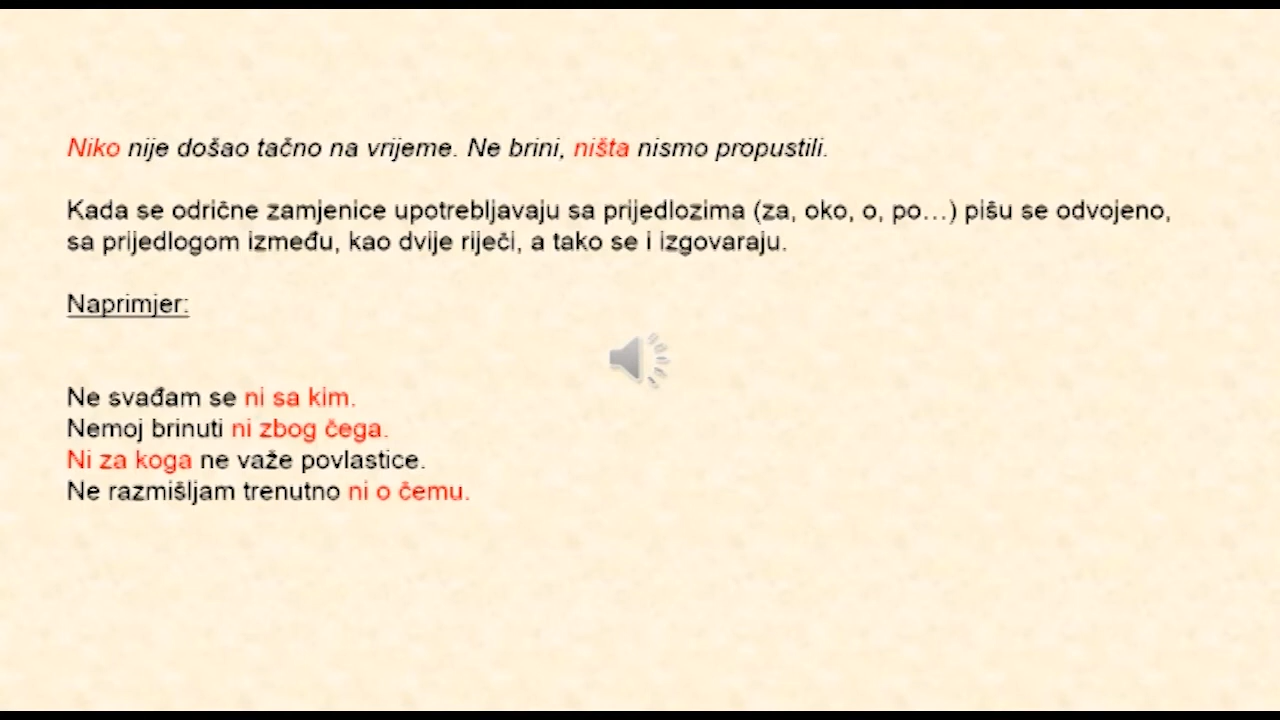 Niko nije došao tačno na vrijeme. Ne brini, ništa nismo propustili.
Kada se odrične zamjenice upotrebljavaju sa prijedlozima (za, oko, o, po...) pišu se odvojeno,
sa prijedlogom između, kao dvije riječi, a tako se i izgovaraju.
Naprimjer:
Ne svađam se ni sa kim.
Nemoj brinuti ni zbog čega.
Ni za koga ne važe povlastice.
Ne razmišljam trenutno ni o čemu.